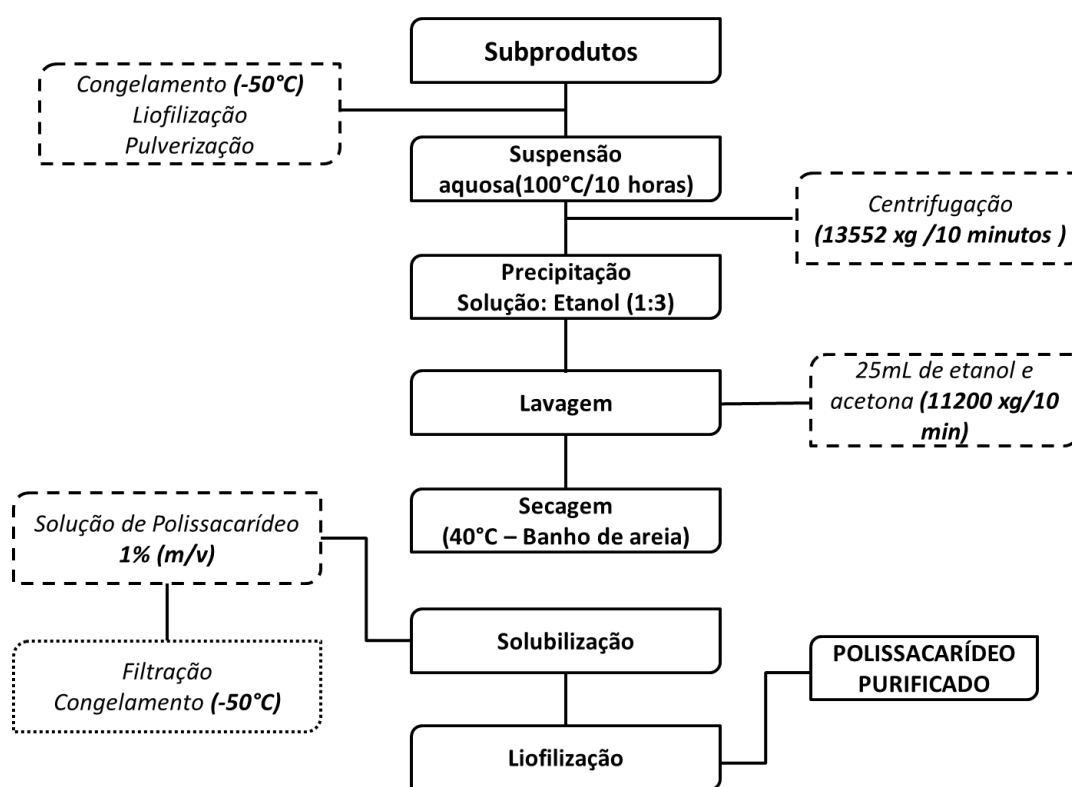 Subprodutos
Congelamento (-50°C)
Liofilização
Pulverização
Suspensão
aquosa(100°C/10 horas)
Centrifugação
(13552 xg /10 minutos )
Precipitação
Solução: Etanol (1:3)
25mL de etanol e
acetona (11200 xg/10
min)
Lavagem
Secagem
(40°C – Banho de areia)
Solução de Polissacarídeo
1% (m/v)
Solubilização
Filtração
Congelamento (-50°C)
POLISSACARÍDEO
PURIFICADO
Liofilização